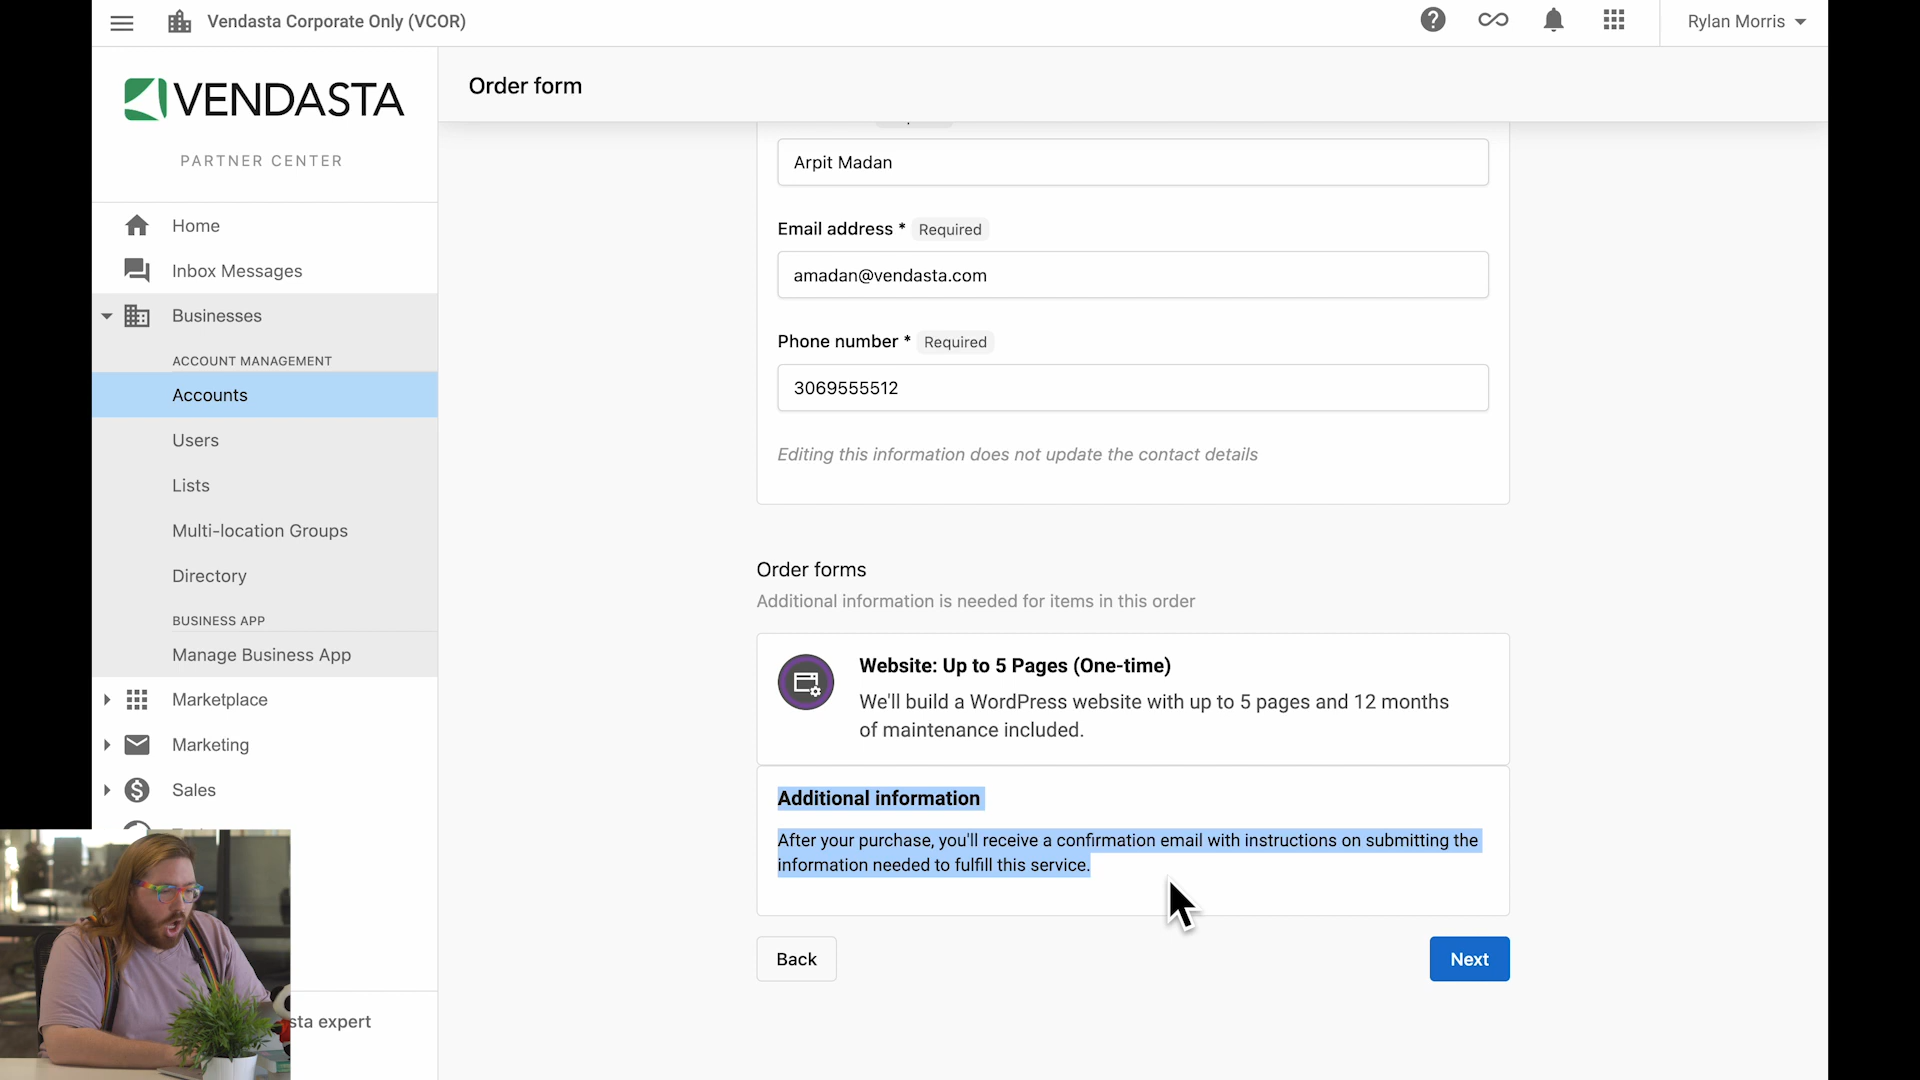 Vendasta Corporate Only (VCOR)
Rylan Morris
VENDASTA
PARTNER CENTER
Home
Inbox Messages
Businesses
ACCOUNT MANAGEMENT
Accounts
Users
Lists
Multi-location Groups
Directory
BUSINESS APP
Manage Business App
Marketplace
Marketing
Sales
sta expert
Order form
Arpit Madan
Email address * Required
amadan@vendasta.com
Phone number * Required
3069555512
Editing this information does not update the contact details
Order forms
Additional information is needed for items in this order
Website: Up to 5 Pages (One-time)
We'll build a WordPress website with up to 5 pages and 12 months
of maintenance included.
Additional information
After your purchase, you'll receive a confirmation email with instructions on submitting the
information needed to fulfill this service.
Back
Next